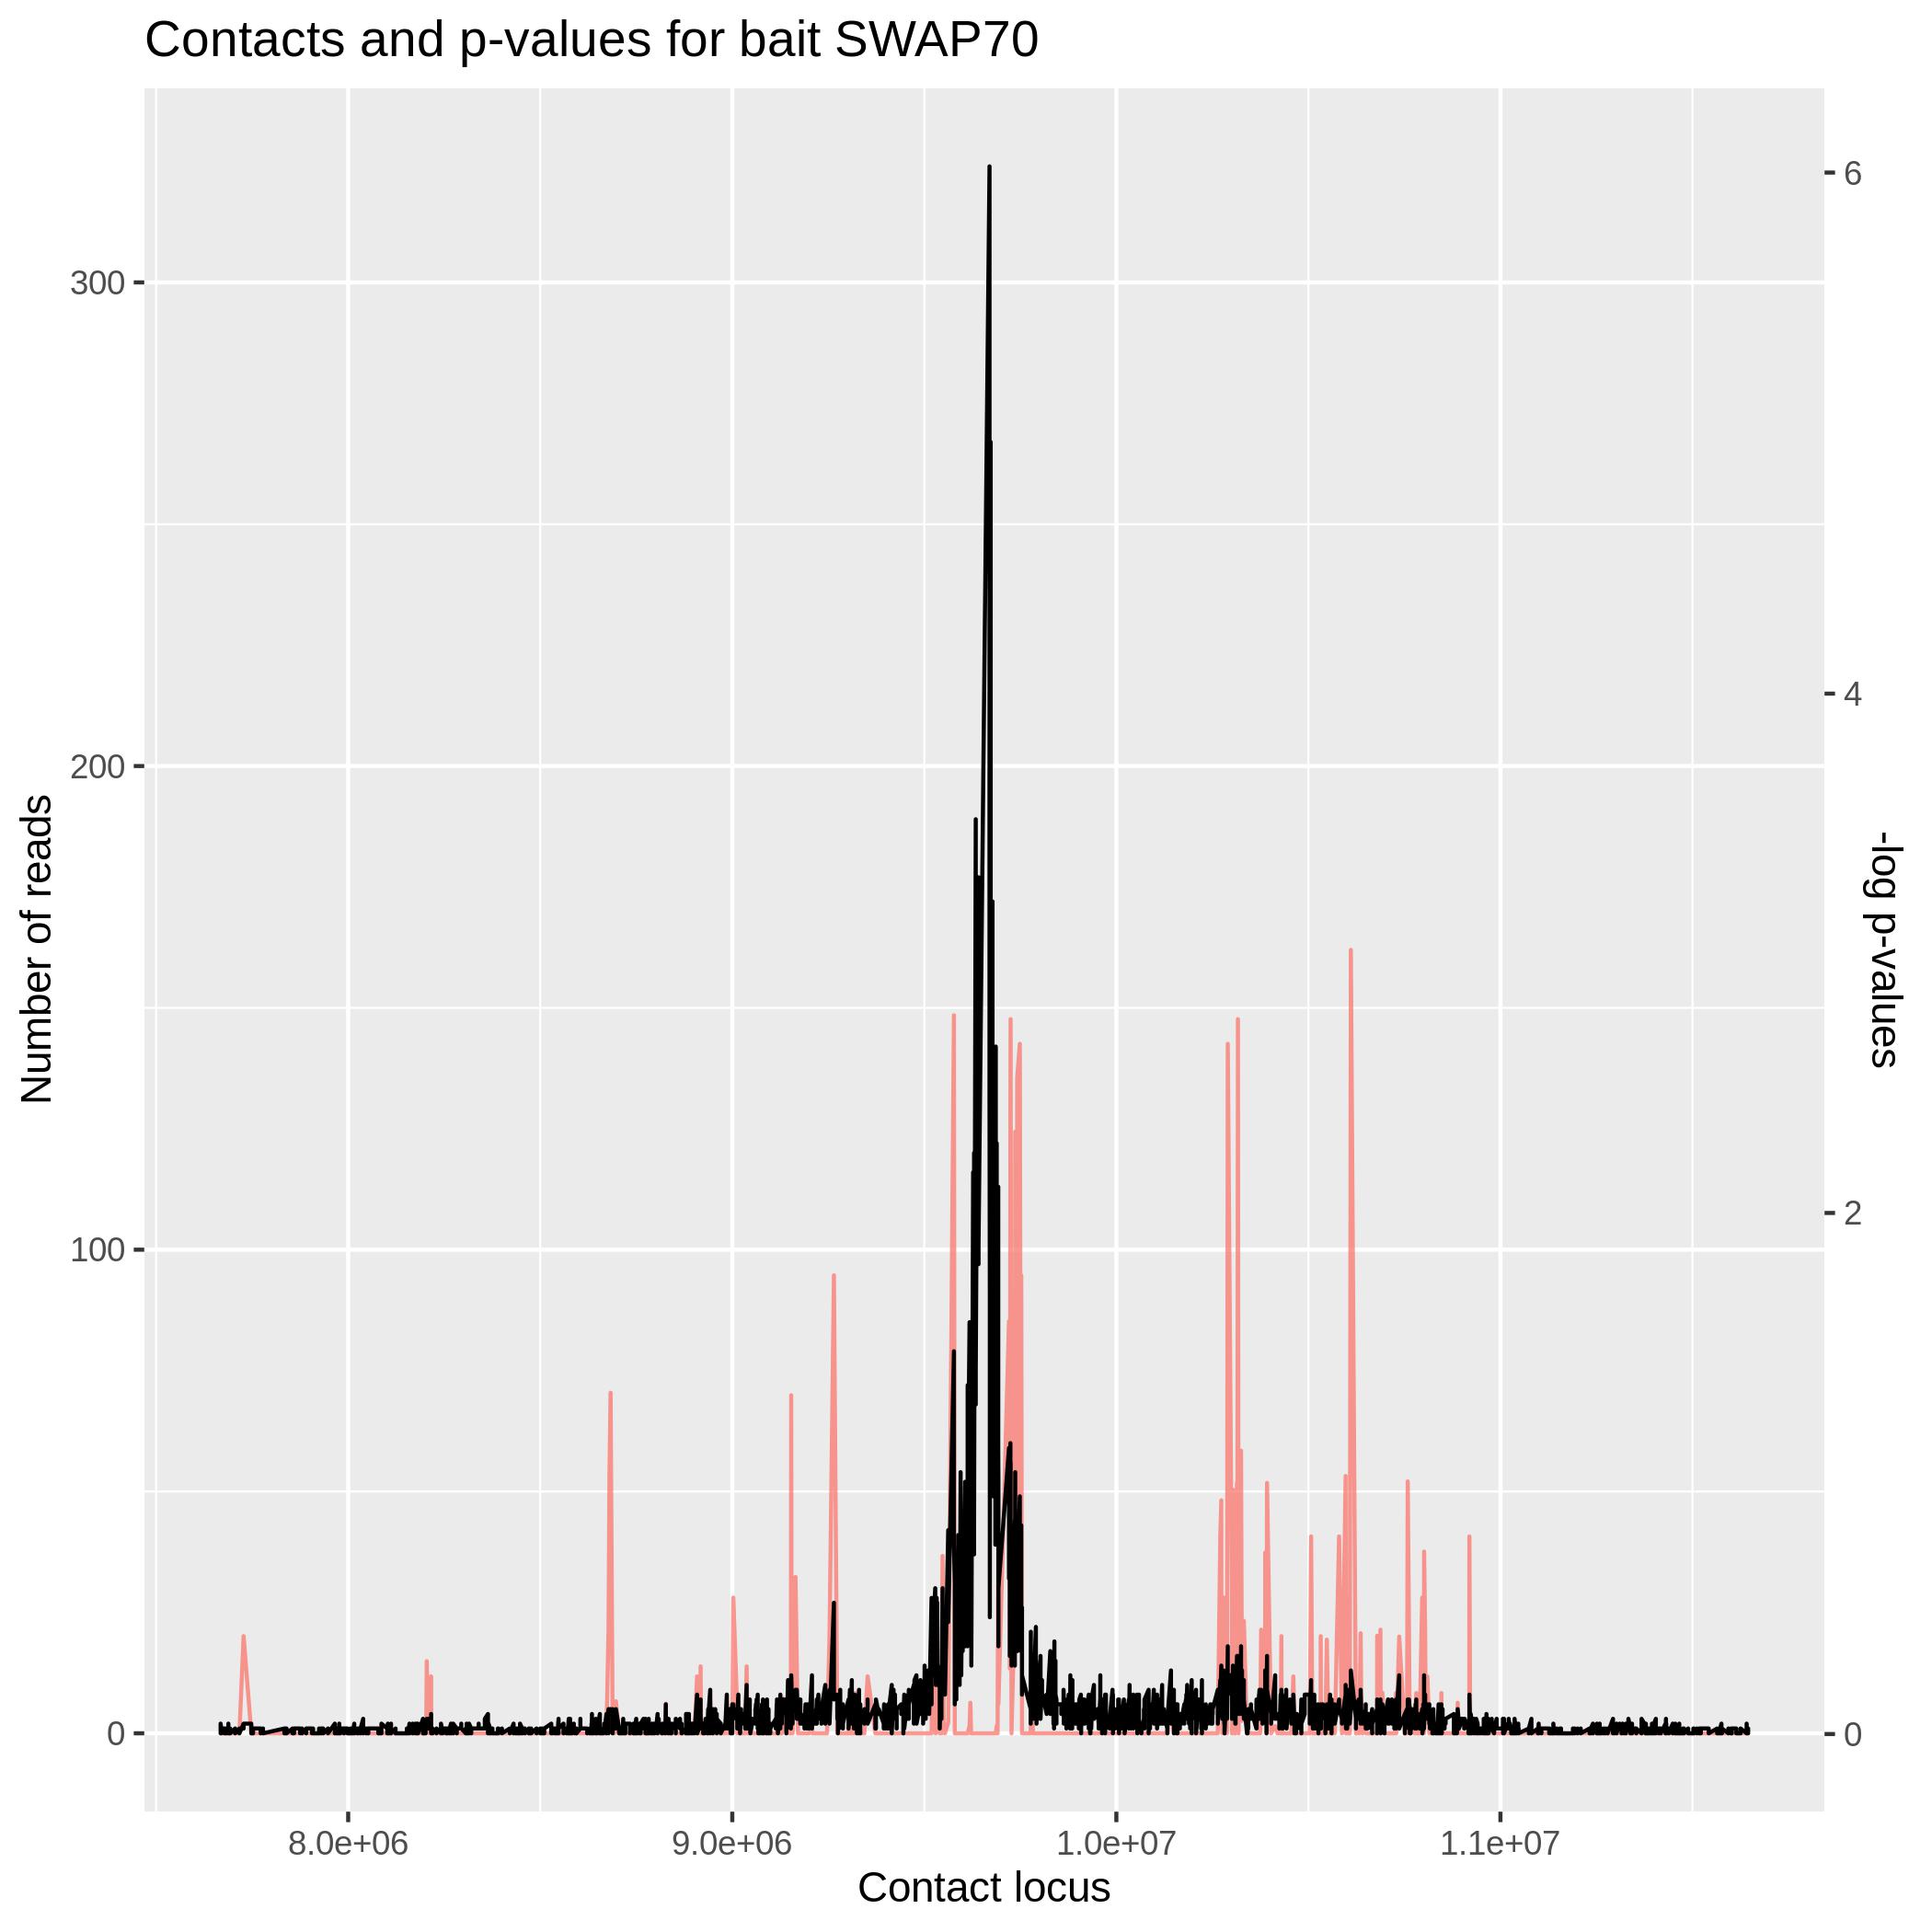 Contacts and p-values for bait SWAP70
300
200
100
0
6
4
2
0
Number of reads
-log p-values
8.0e+06
9.0e+06
1.0e+07
1.1e+07
Contact locus